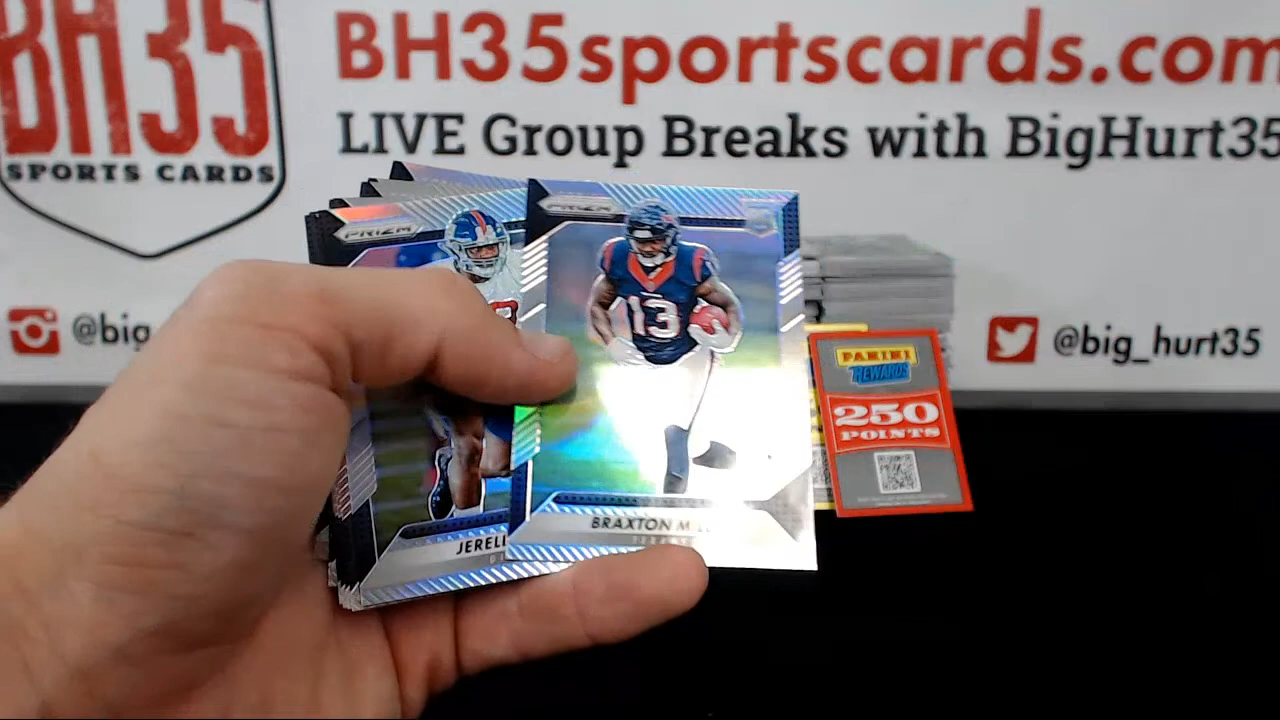 BH35
SPORTS CARDS
BH35sportscards.com
LIVE Group Breaks with BigHurt35
@big_
@big_hurt35
PRIZM
PRIZM
13
JERELL
BRAXTON
PANINI
REWARDS
250
POINTS